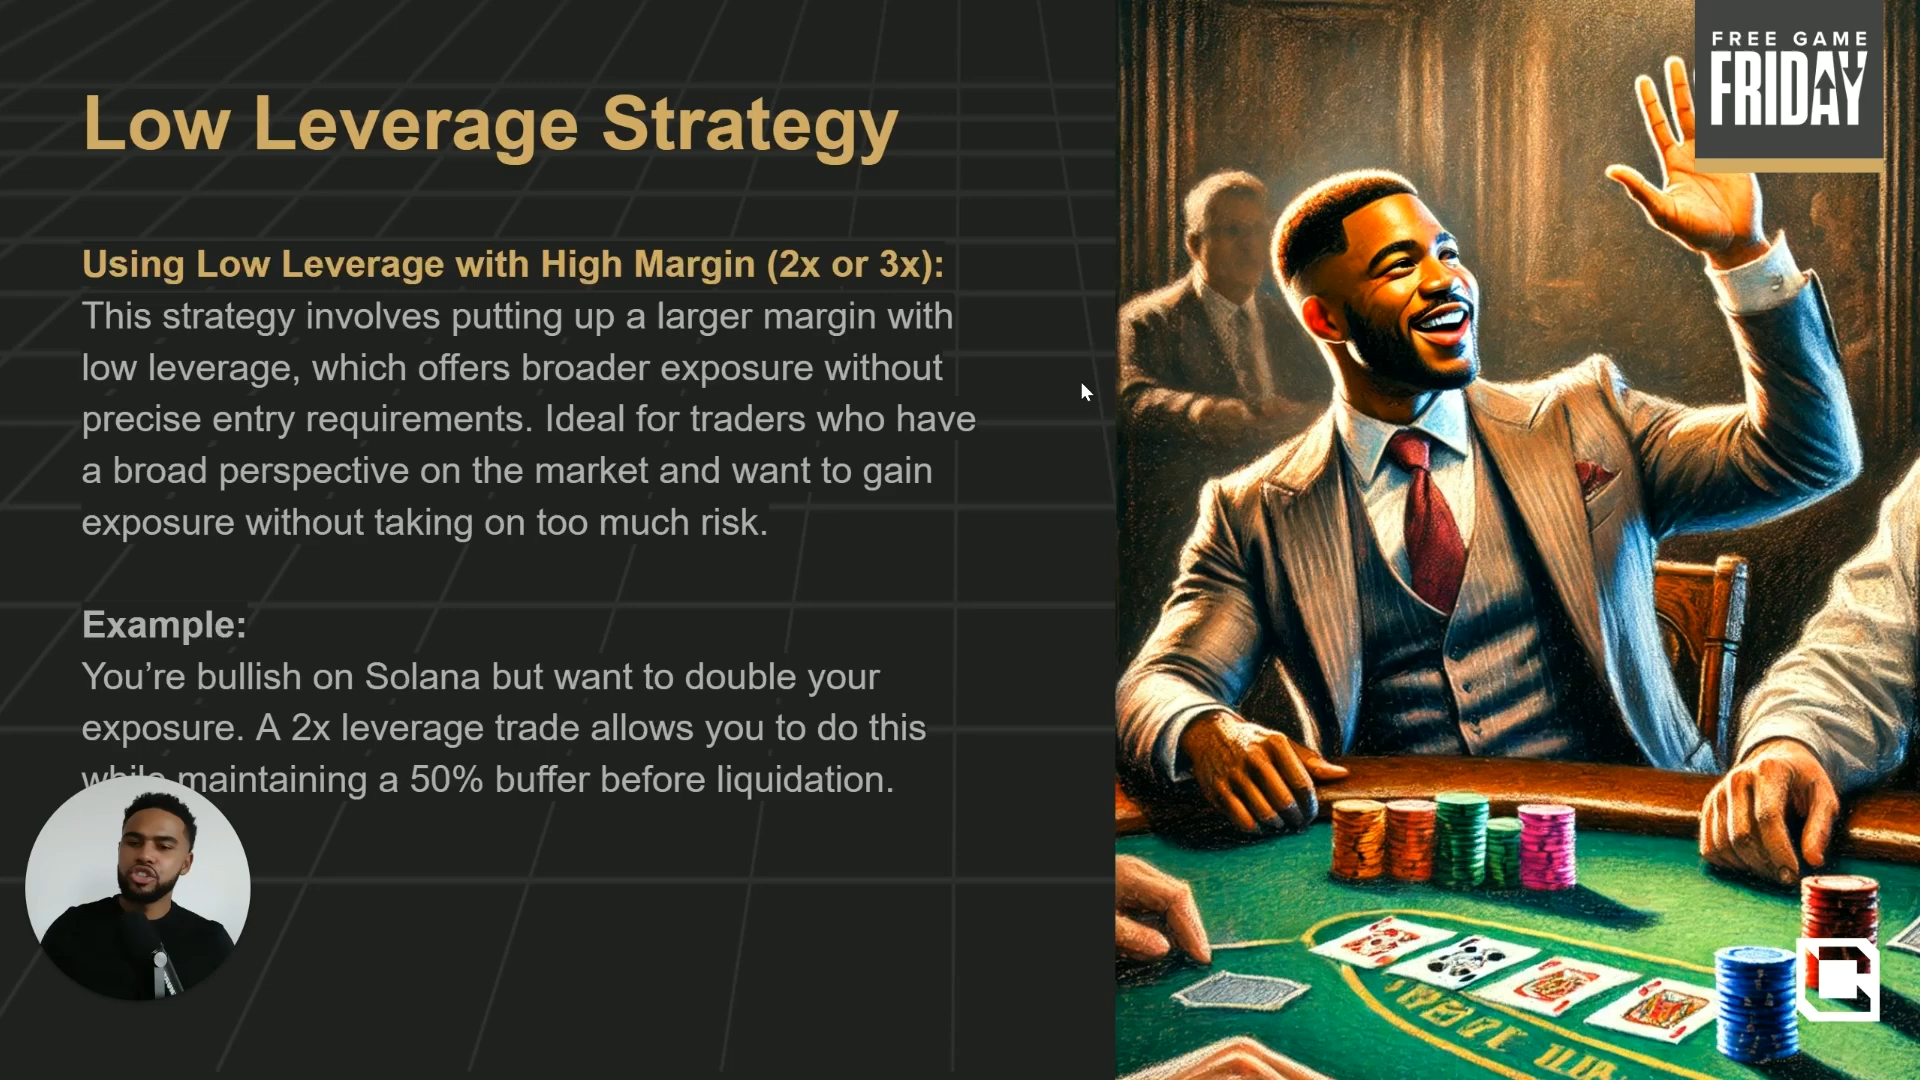 FREE GAME
FRIDAY
Low Leverage Strategy
Using Low Leverage with High Margin (2x or 3x):
This strategy involves putting up a larger margin with
low leverage, which offers broader exposure without
precise entry requirements. Ideal for traders who have
a broad perspective on the market and want to gain
exposure without taking on too much risk.
Example:
You’re bullish on Solana but want to double your
exposure. A 2x leverage trade allows you to do this
while maintaining a 50% buffer before liquidation.